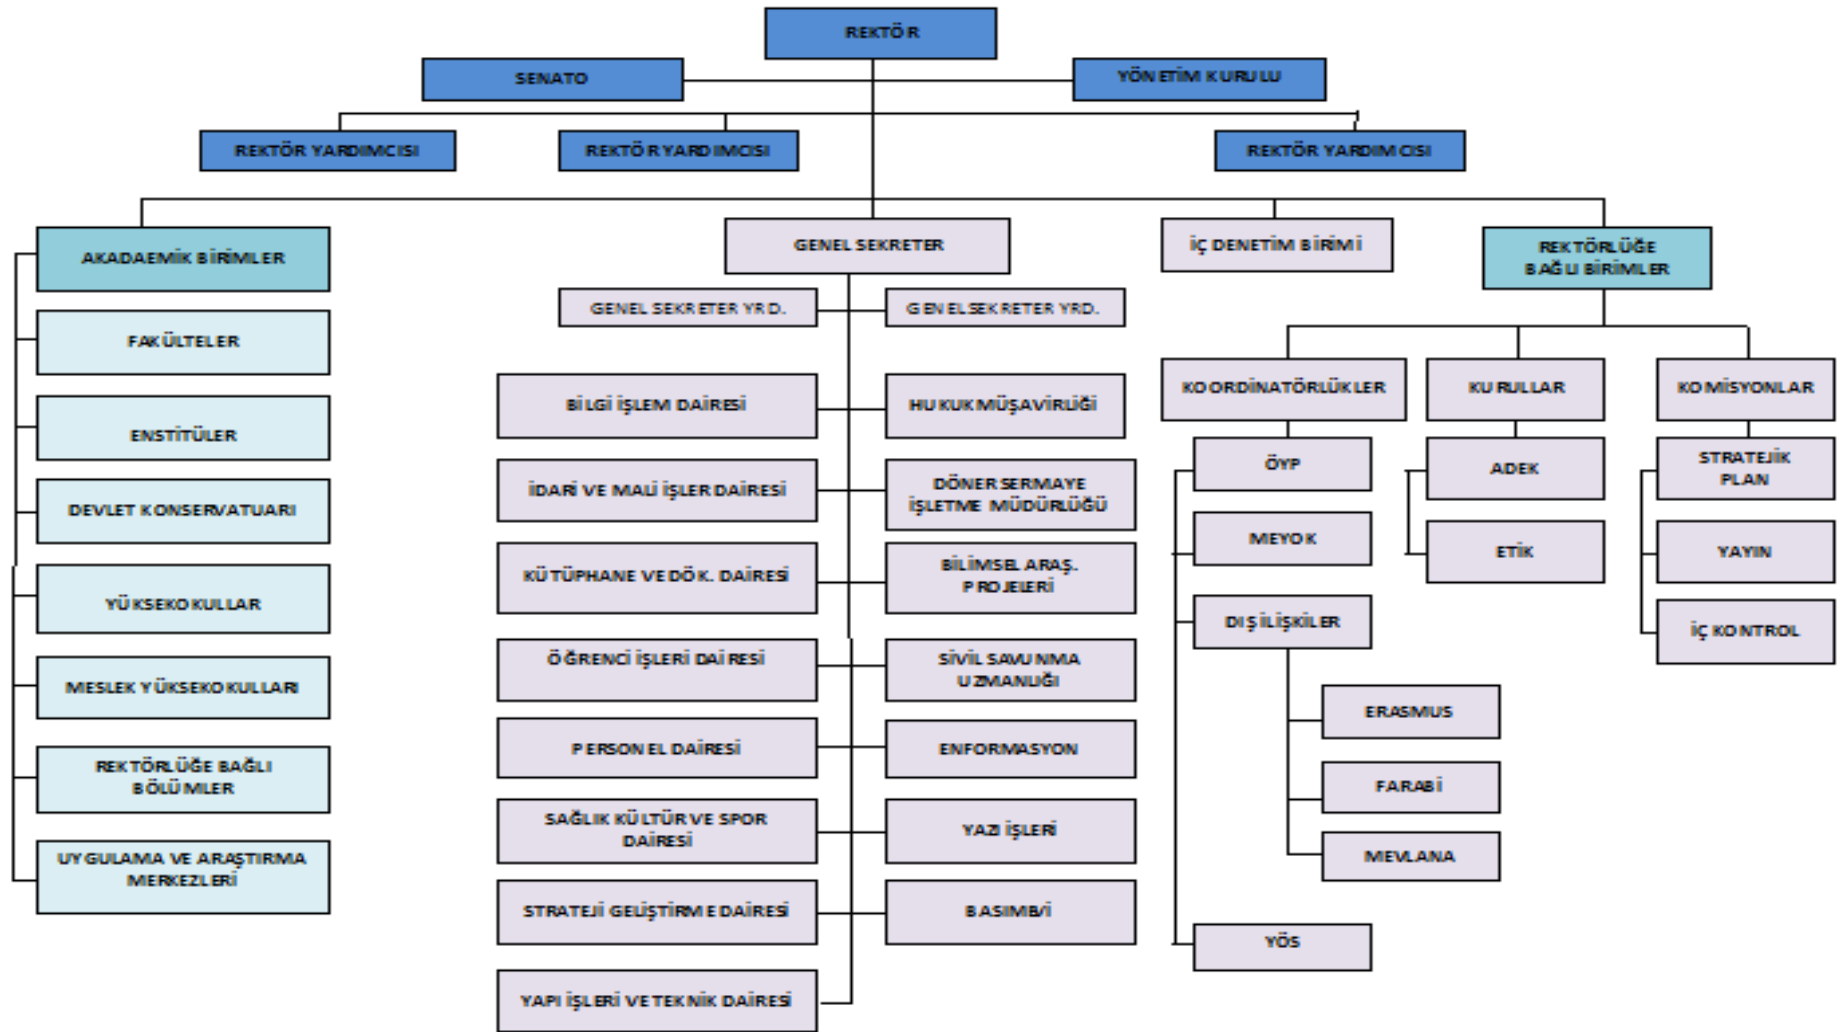 REKTÖR
SENATO
YÖNETİM KURULU
REKTÖR YARDIMCISI
REKTÖR YARDIMCISI
REKTÖR YARDIMCISI
AKADAEMİK BİRİMLER
FAKÜLTELER
ENSTİTÜLER
DEVLET KONSERVATUARI
YÜKSEKOKULLAR
MESLEK YÜKSEKOKULLARI
REKTÖRLÜĞE BAĞLI
BÖLÜMLER
UYGULAMA VE ARAŞTIRMA
MERKEZLERİ
GENEL SEKRETER
GENEL SEKRETER YRD.
GENEL SEKRETER YRD.
BİLGİ İŞLEM DAİRESİ
HUKUK MÜŞAVİRLİĞİ
İDARİ VE MALİ İŞLER DAİRESİ
DÖNER SERMAYE
İŞLETME MÜDÜRLÜĞÜ
KÜTÜPHANE VE DÖK. DAİRESİ
BİLİMSEL ARAŞ.
PROJELERİ
ÖĞRENCİ İŞLERİ DAİRESİ
SİVİL SAVUNMA
UZMANLIĞI
PERSONEL DAİRESİ
ENFORMASYON
SAĞLIK KÜLTÜR VE SPOR
DAİRESİ
YAZI İŞLERİ
STRATEJİ GELİŞTİRME DAİRESİ
BASIMEVİ
YAPI İŞLERİ VE TEKNİK DAİRESİ
İÇ DENETİM BİRİMİ
REKTÖRLÜĞE
BAĞLI BİRİMLER
KOORDİNATÖRLÜKLER
KURULLAR
KOMİSYONLAR
ÖYP
MEYOK
DIŞ İLİŞKİLER
ERASMUS
FARABİ
MEVLANA
YÖS
ADEK
ETİK
STRATEJİK
PLAN
YAYIN
İÇ KONTROL